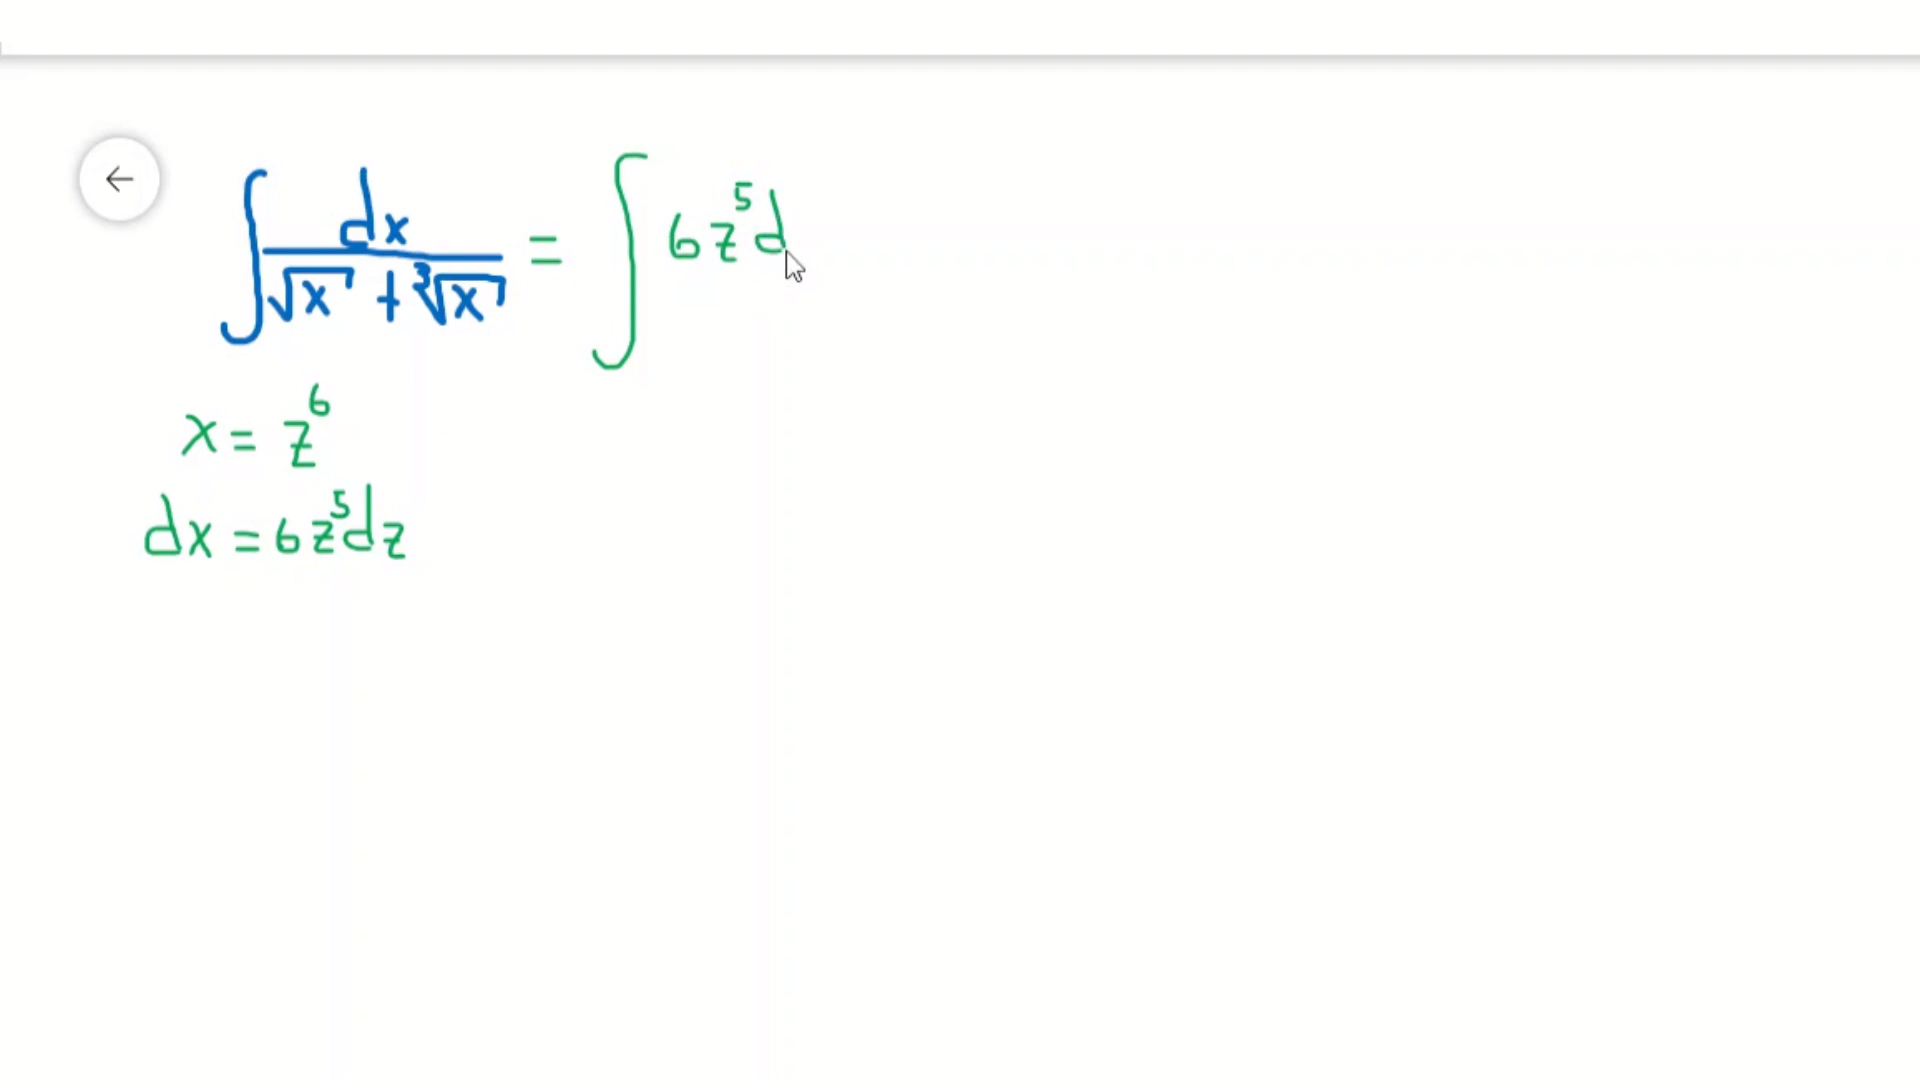 ∫ dx / (√x + ∛x) = ∫ 6z⁵d
x = z⁶
dx = 6z⁵dz